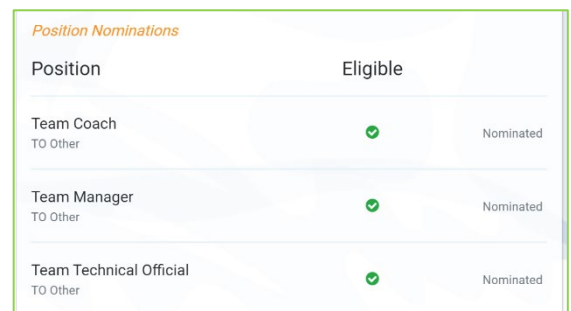 Position Nominations
Position Eligible
Team Coach
TO Other
Nominated
Team Manager
TO Other
Nominated
Team Technical Official
TO Other
Nominated